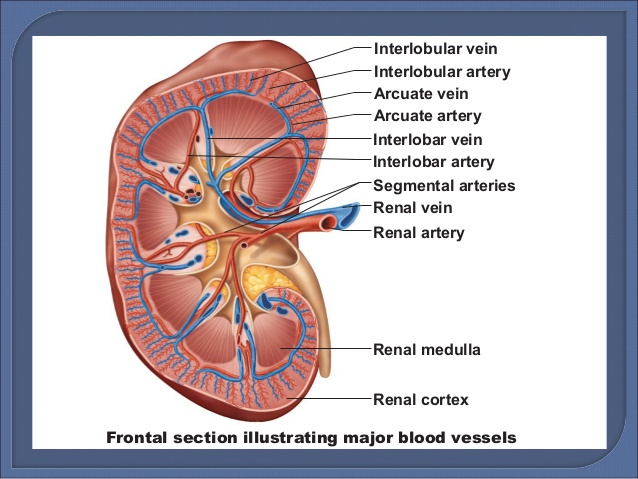 Interlobular vein
Interlobular artery
Arcuate vein
Arcuate artery
Interlobar vein
Interlobar artery
Segmental arteries
Renal vein
Renal artery
Renal medulla
Renal cortex
Frontal section illustrating major blood vessels